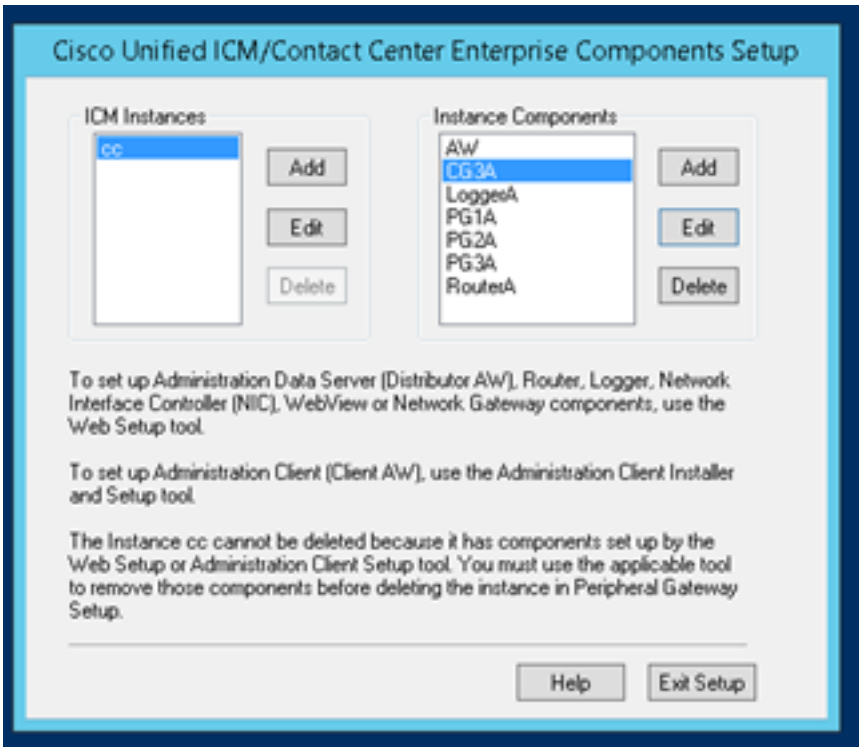 Cisco Unified ICM/Contact Center Enterprise Components Setup
ICM Instances
cc
Add
Edit
Delete
Instance Components
AW
CG3A
LoggerA
PG1A
PG2A
PG3A
RouterA
Add
Edit
Delete
To set up Administration Data Server (Distributor AW), Router, Logger, Network
Interface Controller (NIC), WebView or Network Gateway components, use the
Web Setup tool.
To set up Administration Client (Client AW), use the Administration Client Installer
and Setup tool.
The Instance cc cannot be deleted because it has components set up by the
Web Setup or Administration Client Setup tool. You must use the applicable tool
to remove those components before deleting the instance in Peripheral Gateway
Setup.
Help
Exit Setup